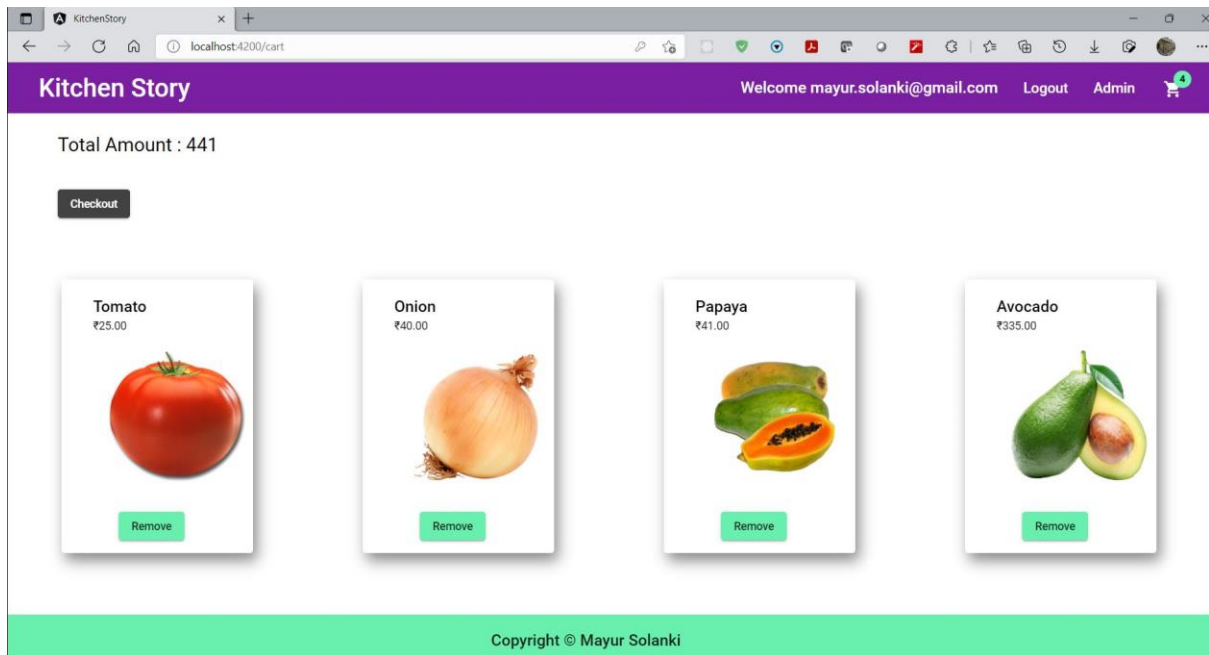 KitchenStory
localhost:4200/cart
Kitchen Story
Welcome mayur.solanki@gmail.com Logout Admin 4
Total Amount : 441
Checkout
Tomato
₹25.00
Remove
Onion
₹40.00
Remove
Papaya
₹41.00
Remove
Avocado
₹335.00
Remove
Copyright © Mayur Solanki